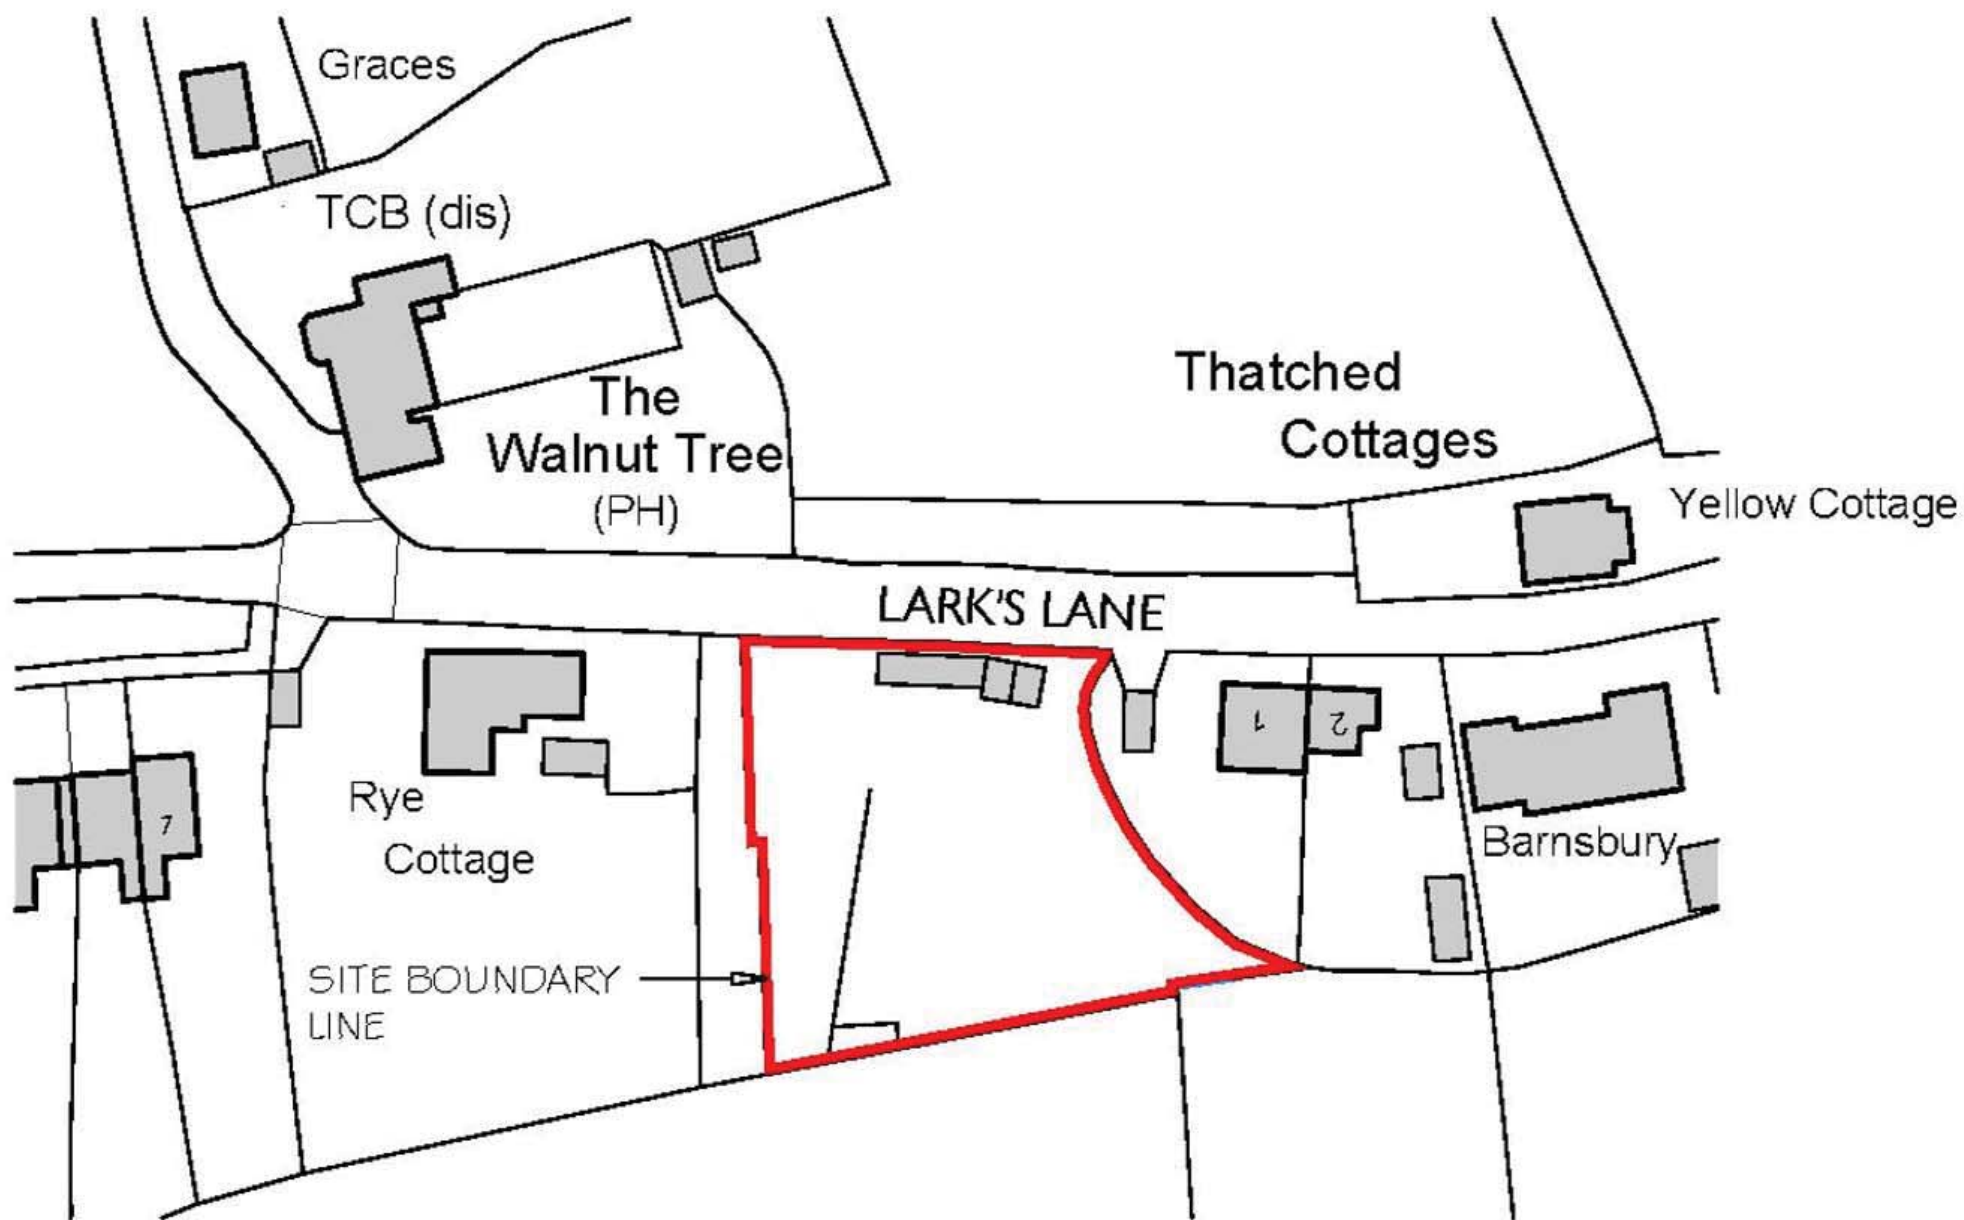 Graces
TCB (dis)
The
Walnut Tree
(PH)
Thatched
Cottages
Yellow Cottage
LARK'S LANE
1
2
7
Rye
Cottage
Barnsbury
SITE BOUNDARY
LINE